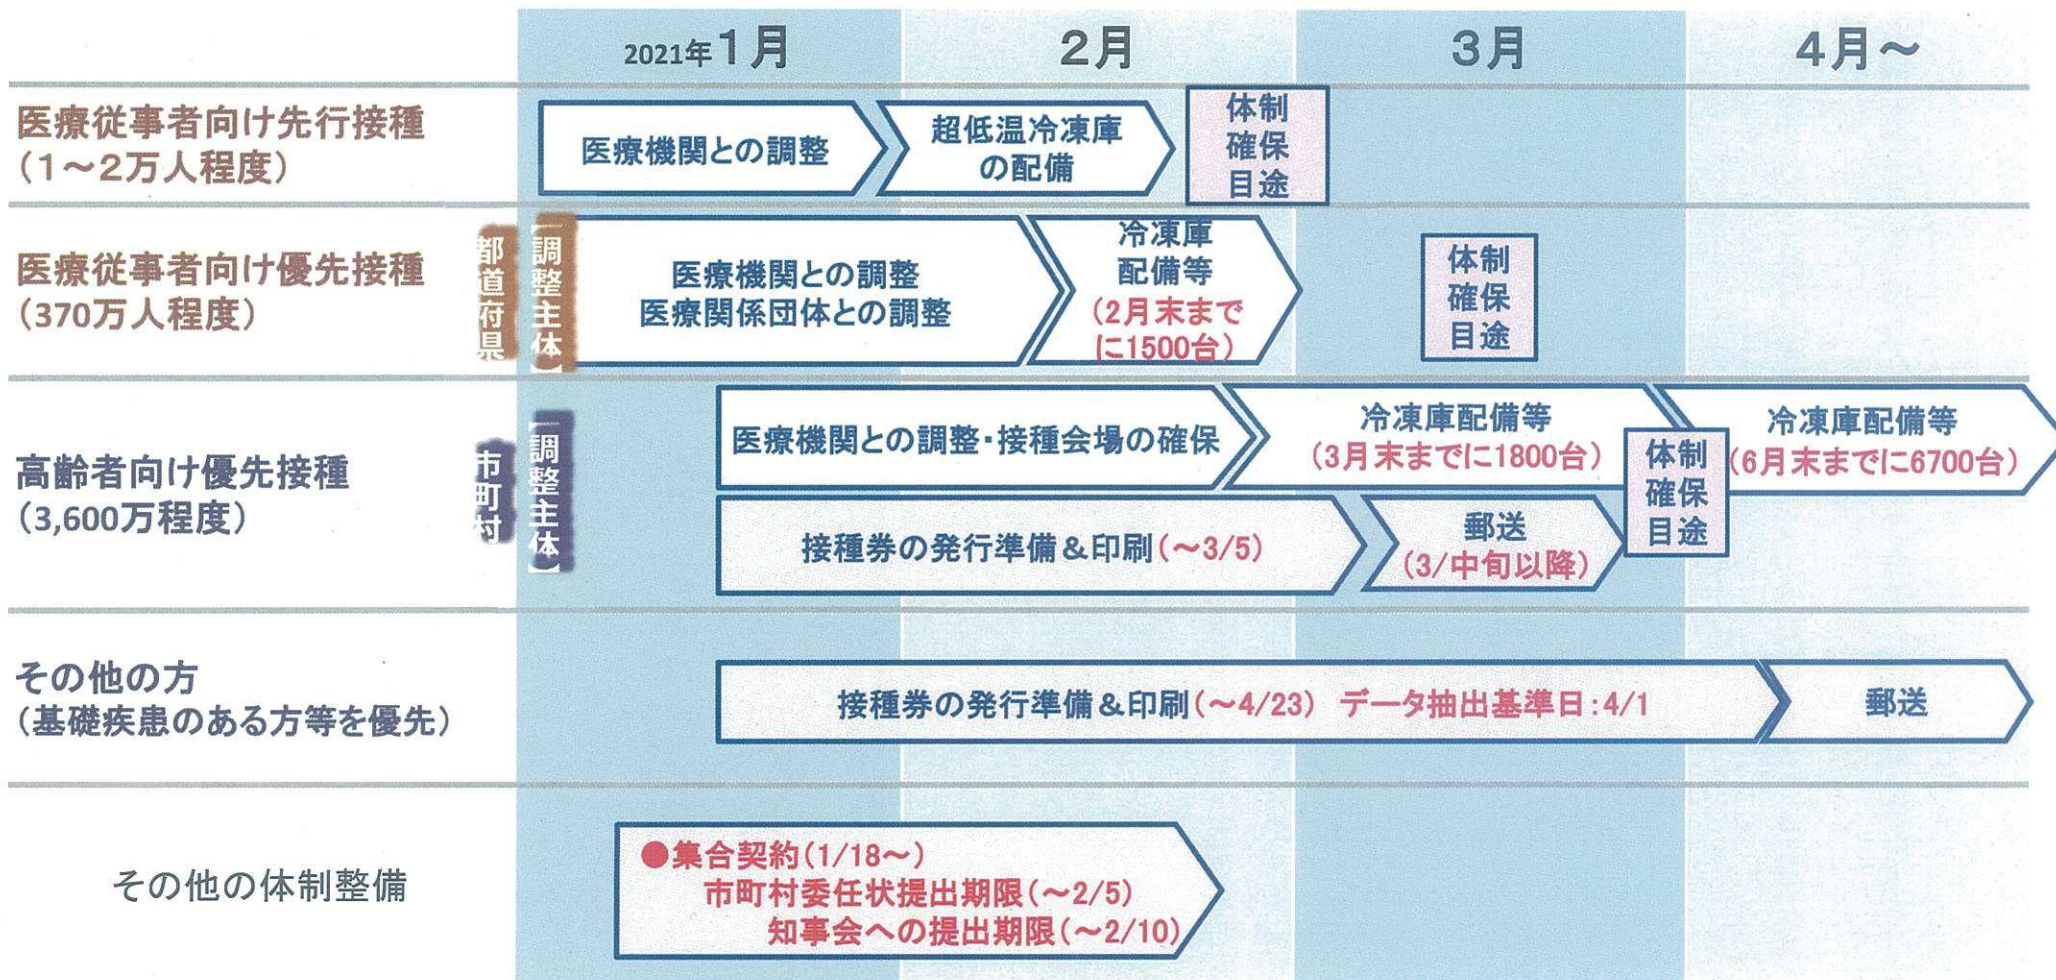 2021年1月
2月
3月
4月～
医療従事者向け先行接種
（1～2万人程度）
医療機関との調整
超低温冷凍庫
の配備
体制
確保
目途
医療従事者向け優先接種
（370万人程度）
【調整主体】
都道府県
医療機関との調整
医療関係団体との調整
冷凍庫
配備等
（2月末まで
に1500台）
体制
確保
目途
高齢者向け優先接種
（3,600万程度）
【調整主体】
市町村
医療機関との調整・接種会場の確保
冷凍庫配備等
（3月末までに1800台）
冷凍庫配備等
（6月末までに6700台）
体制
確保
目途
接種券の発行準備＆印刷（～3/5）
郵送
（3/中旬以降）
その他の方
（基礎疾患のある方等を優先）
接種券の発行準備＆印刷（～4/23） データ抽出基準日：4/1
郵送
その他の体制整備
●集合契約（1/18～）
市町村委任状提出期限（～2/5）
知事会への提出期限（～2/10）